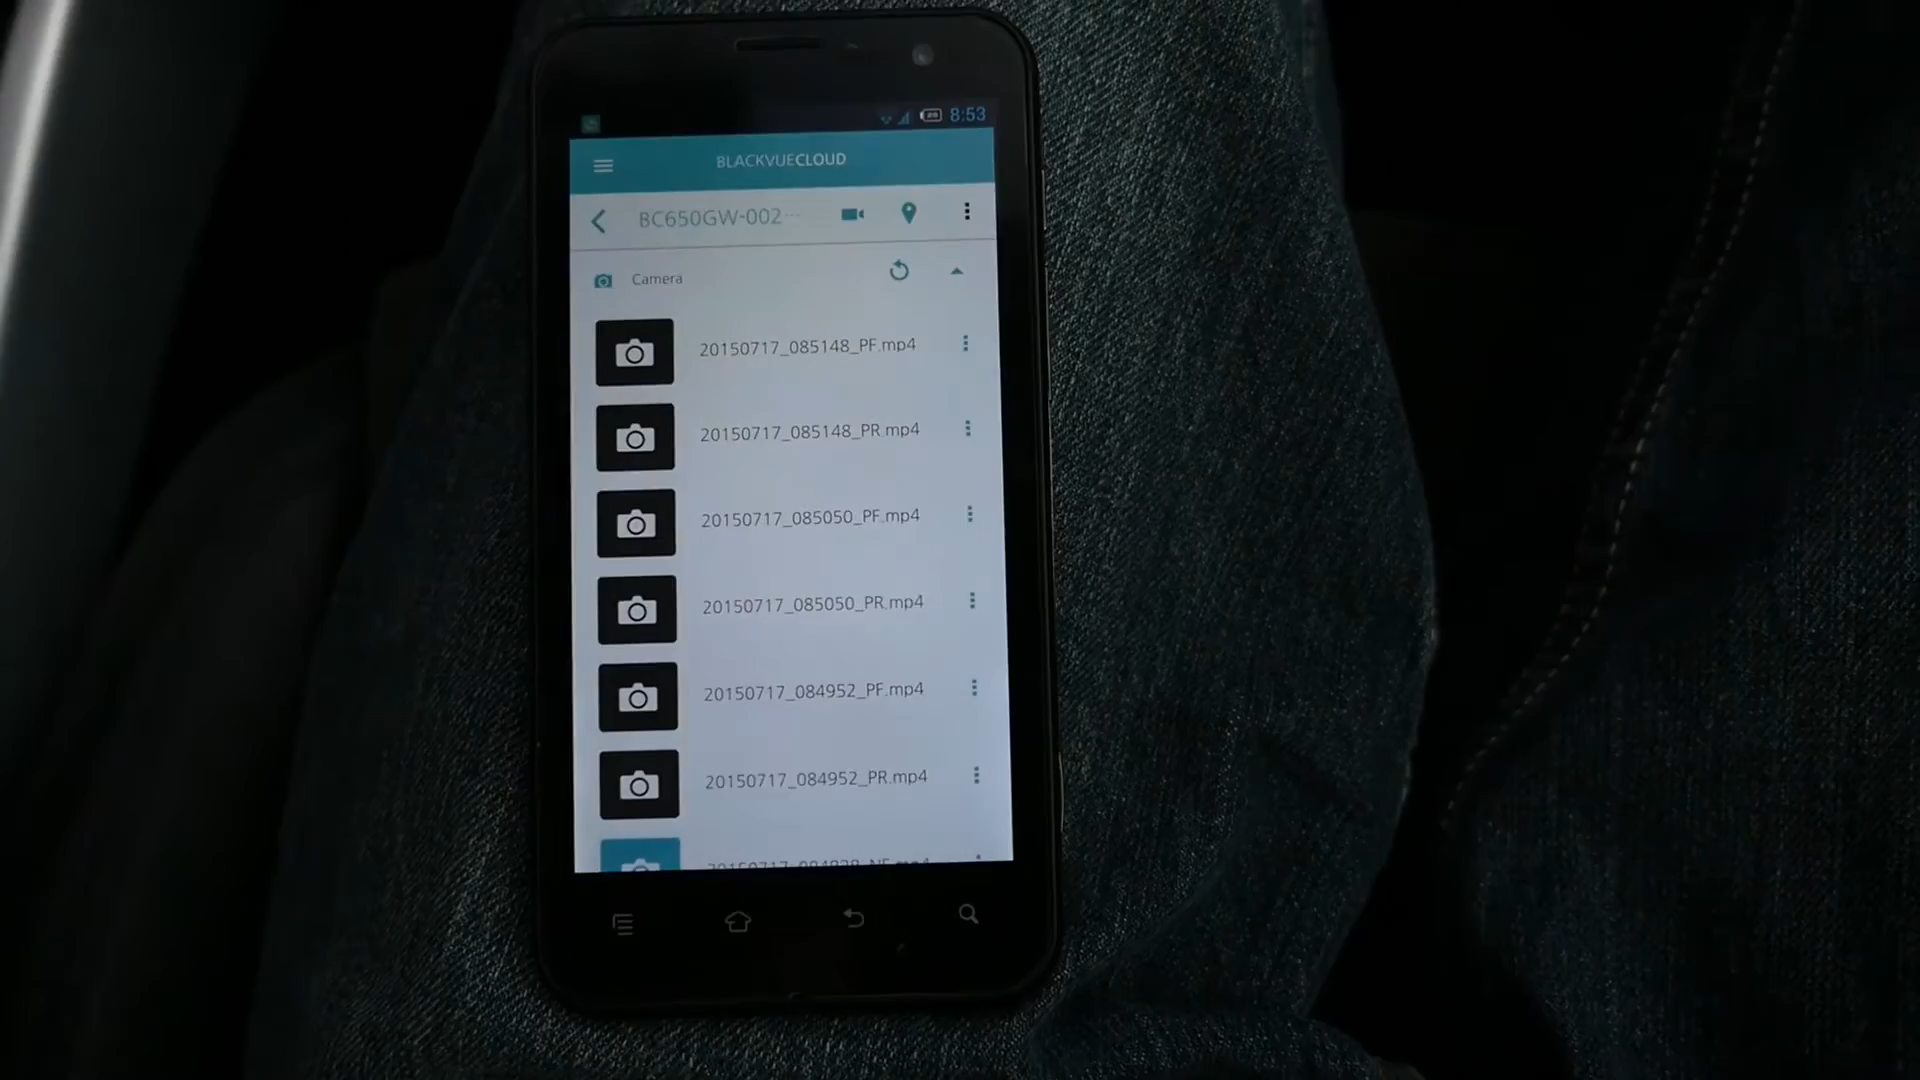 8:53
BLACKVUECLOUD
BC650GW-002...
Camera
20150717_085148_PF.mp4
20150717_085148_PR.mp4
20150717_085050_PF.mp4
20150717_085050_PR.mp4
20150717_084952_PF.mp4
20150717_084952_PR.mp4